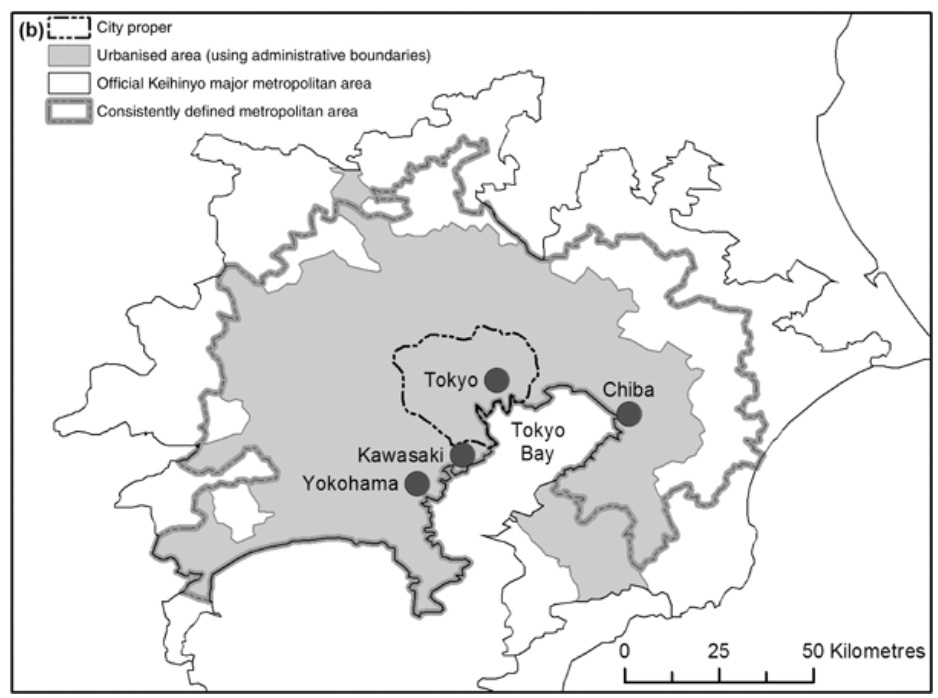 (b)
City proper
Urbanised area (using administrative boundaries)
Official Keihinyo major metropolitan area
Consistently defined metropolitan area
Tokyo
Chiba
Tokyo
Bay
Kawasaki
Yokohama
0 25 50 Kilometres